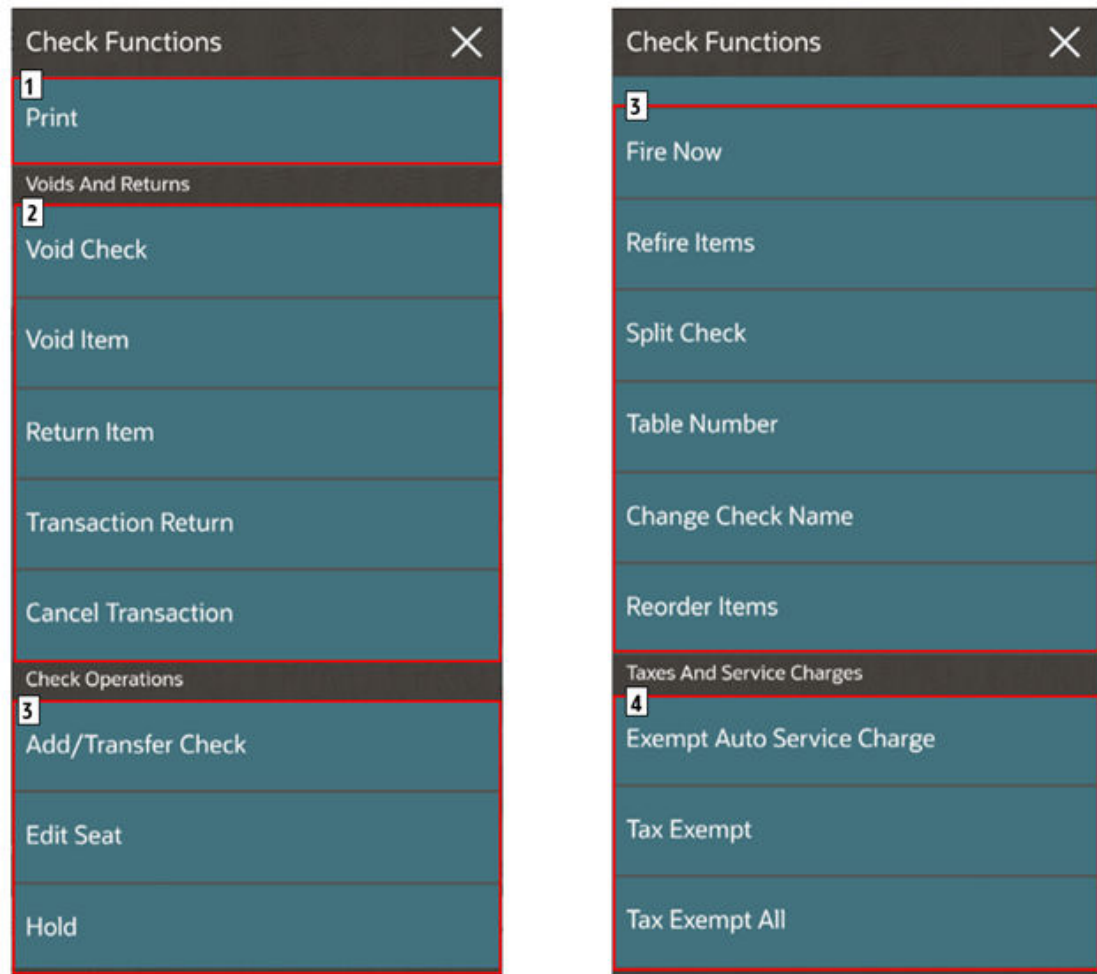 Check Functions
1
Print
Voids And Returns
2
Void Check
Void Item
Return Item
Transaction Return
Cancel Transaction
Check Operations
3
Add/Transfer Check
Edit Seat
Hold
Check Functions
3
Fire Now
Refire Items
Split Check
Table Number
Change Check Name
Reorder Items
Taxes And Service Charges
4
Exempt Auto Service Charge
Tax Exempt
Tax Exempt All